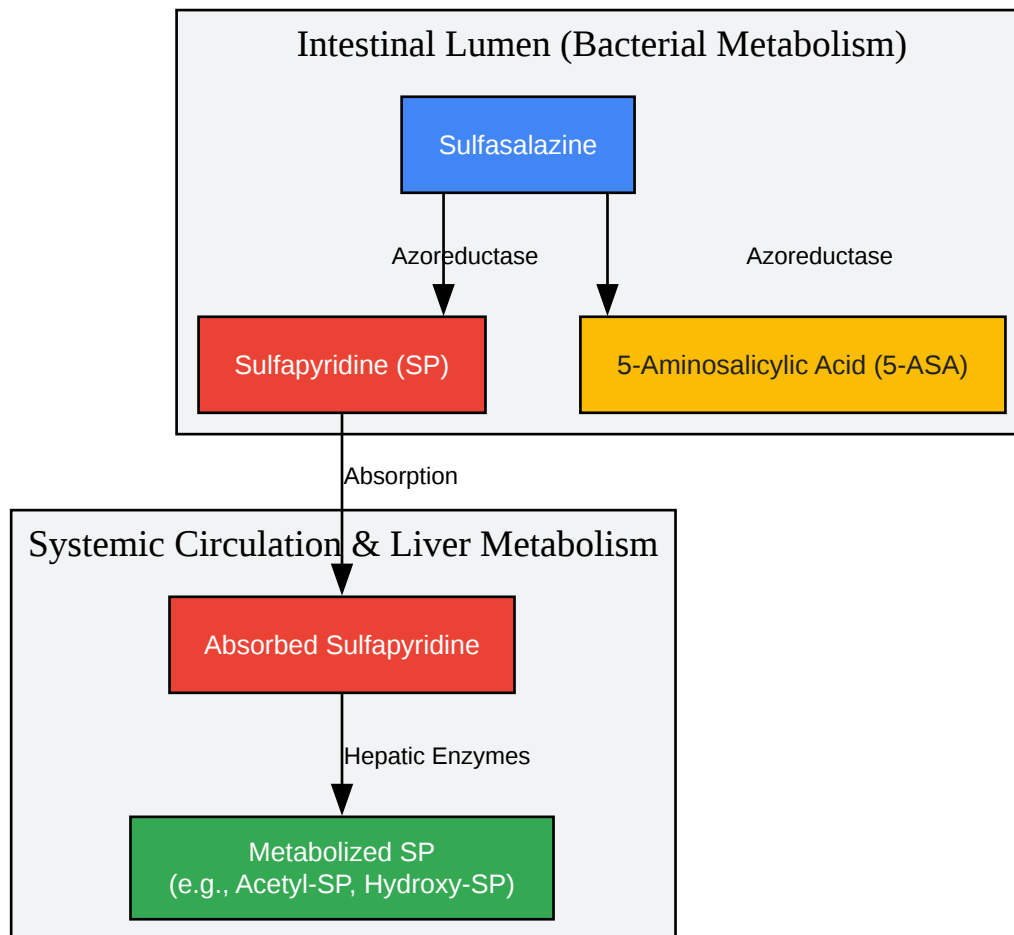 Intestinal Lumen (Bacterial Metabolism)
Sulfasalazine
Azoreductase
Azoreductase
Sulfapyridine (SP)
5-Aminosalicylic Acid (5-ASA)
Absorption
Systemic Circulation & Liver Metabolism
Absorbed Sulfapyridine
Hepatic Enzymes
Metabolized SP
(e.g., Acetyl-SP, Hydroxy-SP)